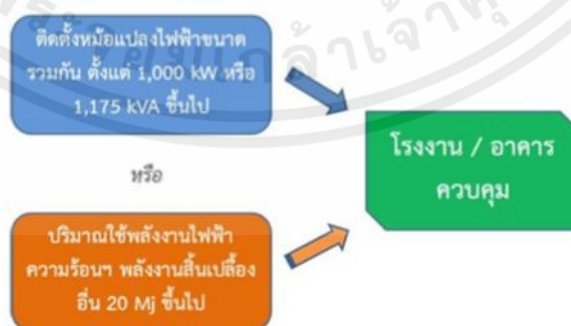 ติดตั้งหม้อแปลงไฟฟ้าขนาด
รวมกัน ตั้งแต่ 1,000 kW หรือ
1,175 kVA ขึ้นไป
หรือ
ปริมาณใช้พลังงานไฟฟ้า
ความร้อนฯ พลังงานสิ้นเปลื้อง
อื่น 20 Mj ขึ้นไป
โรงงาน / อาคาร
ควบคุม